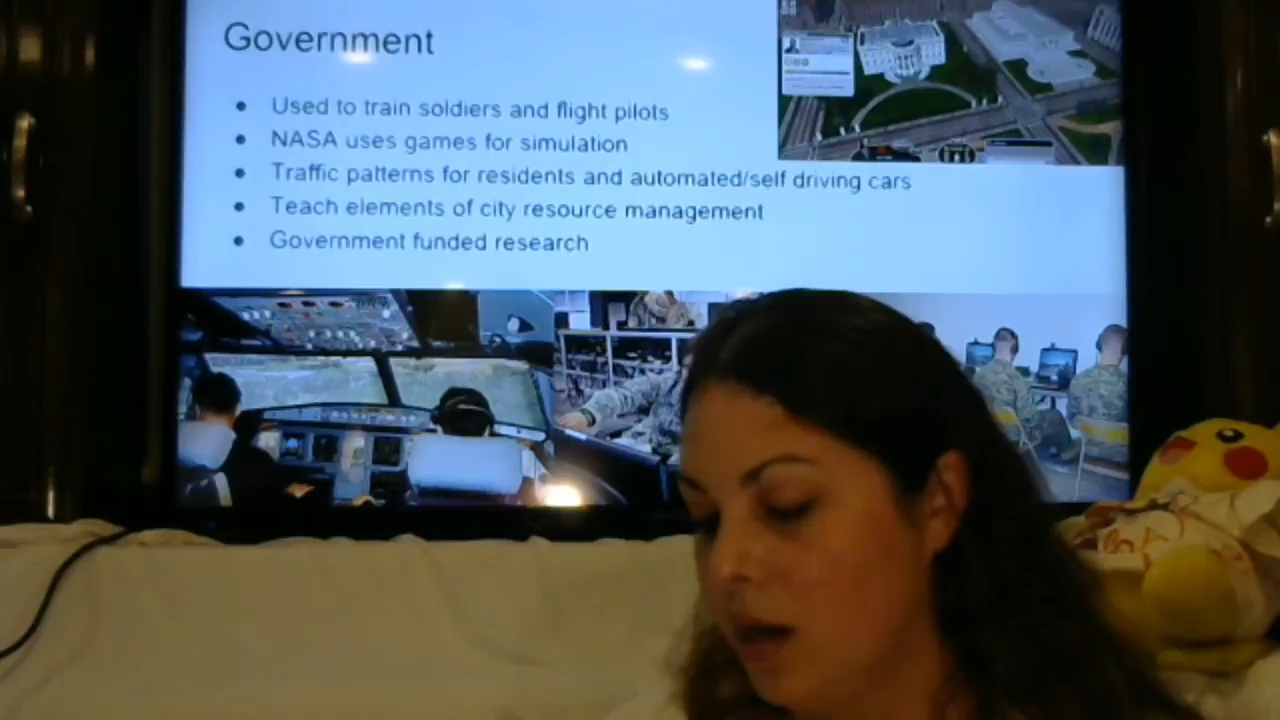 Government
Used to train soldiers and flight pilots
NASA uses games for simulation
Traffic patterns for residents and automated/self driving cars
Teach elements of city resource management
Government funded research